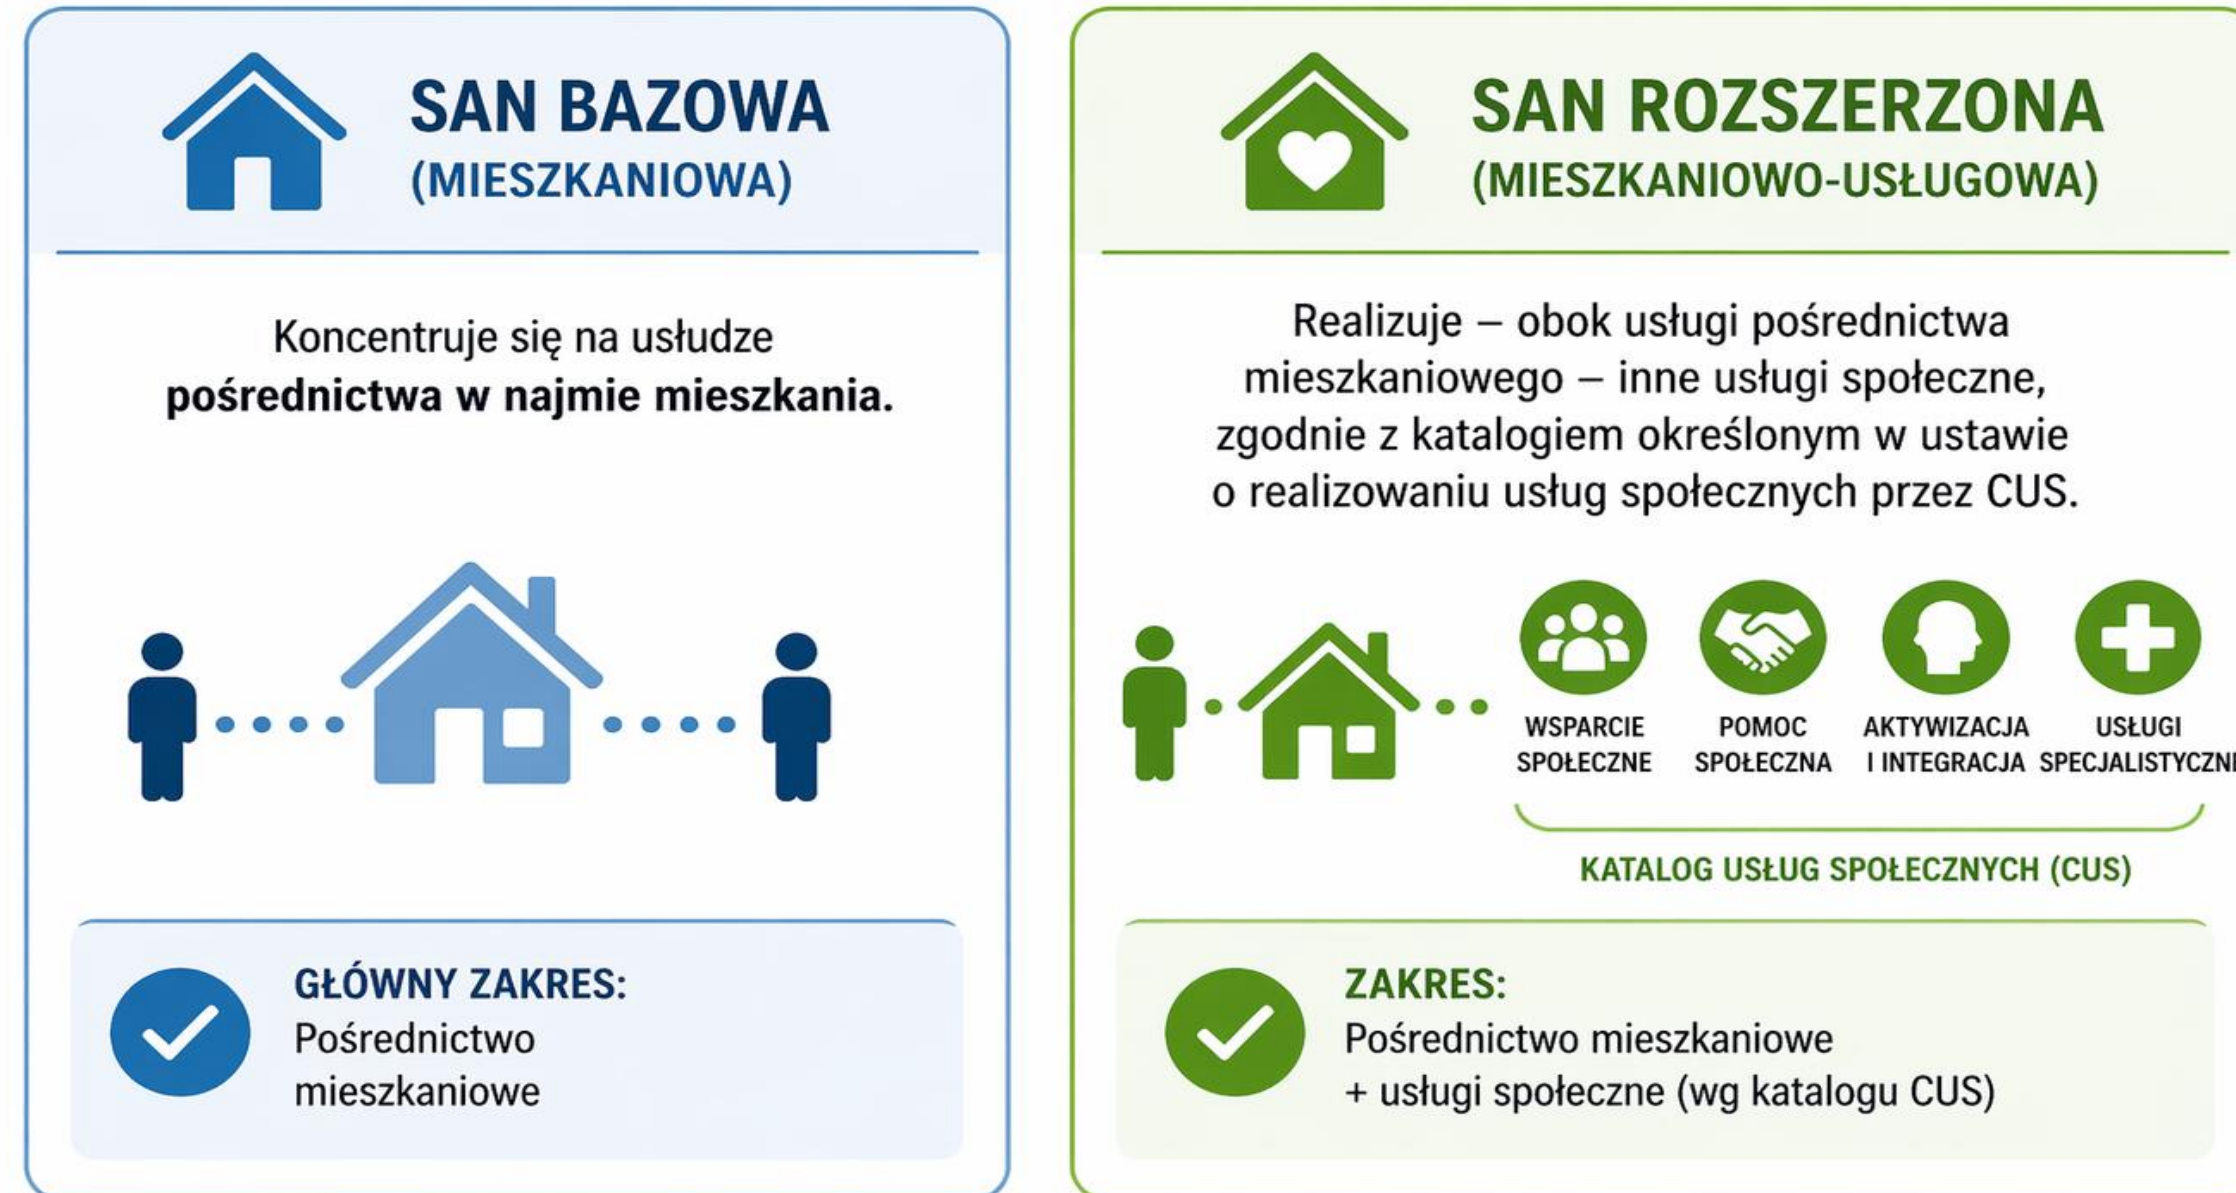 SAN BAZOWA
(MIESZKANIOWA)
Koncentruje się na usłudze
pośrednictwa w najmie mieszkania.
GŁÓWNY ZAKRES:
Pośrednictwo
mieszkaniowe
SAN ROZSZERZONA
(MIESZKANIOWO-USŁUGOWA)
Realizuje – obok usługi pośrednictwa
mieszkaniowego – inne usługi społeczne,
zgodnie z katalogiem określonym w ustawie
o realizowaniu usług społecznych przez CUS.
WSPARCIE
SPOŁECZNE
POMOC
SPOŁECZNA
AKTYWIZACJA
I INTEGRACJA
USŁUGI
SPECJALISTYCZNE
KATALOG USŁUG SPOŁECZNYCH (CUS)
ZAKRES:
Pośrednictwo mieszkaniowe
+ usługi społeczne (wg katalogu CUS)